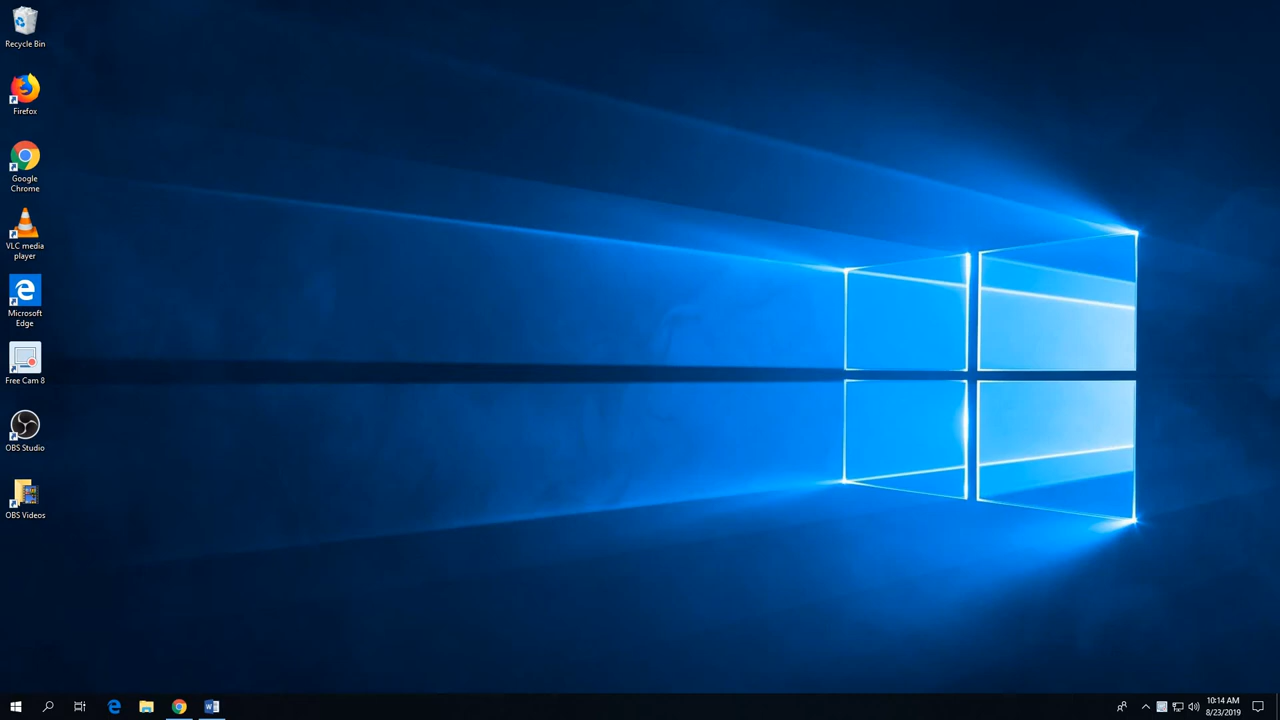 Recycle Bin
Firefox
Google
Chrome
VLC media
player
Microsoft
Edge
Free Cam 8
OBS Studio
OBS Videos
10:14 AM
8/23/2019